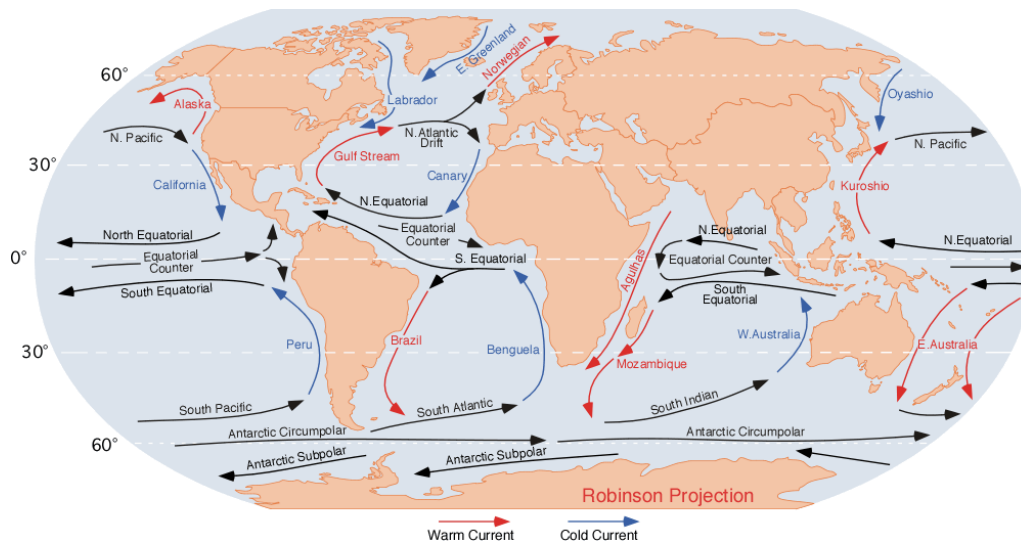 E. Greenland
Norwegian
60°
Alaska
Labrador
Oyashio
N. Pacific
N.Atlantic
Drift
N. Pacific
Gulf Stream
30°
California
Canary
Kuroshio
N.Equatorial
North Equatorial
Equatorial
Counter
N.Equatorial
N.Equatorial
0°
Equatorial
Counter
S. Equatorial
Equatorial Counter
Agulhas
South Equatorial
South
Equatorial
Peru
Brazil
Benguela
W.Australia
E.Australia
30°
Mozambique
South Pacific
South Atlantic
South Indian
Antarctic Circumpolar
Antarctic Circumpolar
60°
Antarctic Subpolar
Antarctic Subpolar
Robinson Projection
Warm Current
Cold Current